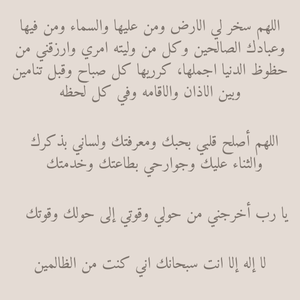 اللهم سخر لي الارض ومن عليها والسماء ومن فيها
وعبادك الصالحين وكل من وليته امري وارزقني من
حظوظ الدنيا اجملها، كرريها كل صباح وقبل تنامين
وبين الاذان والاقامه وفي كل لحظه
اللهم أصلح قلبي بحبك ومعرفتك ولساني بذكرك
والثناء عليك وجوارحي بطاعتك وخدمتك
يا رب أخرجني من حولي وقوتي إلى حولك وقوتك
لا إله إلا انت سبحانك اني كنت من الظالمين